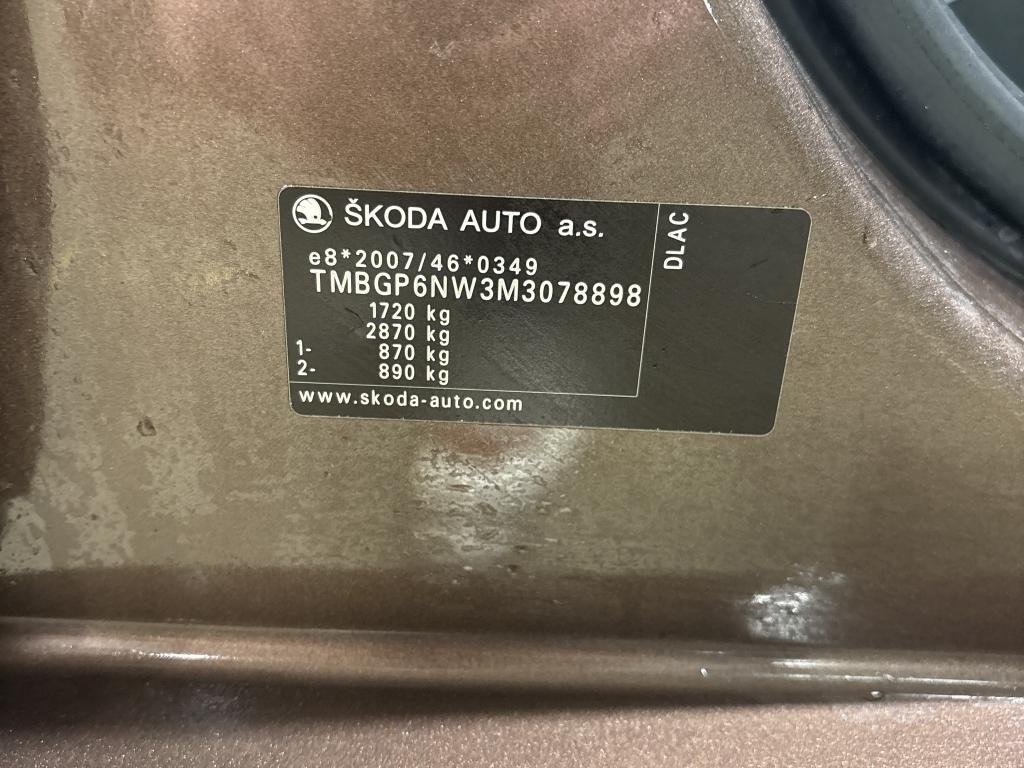 ŠKODA AUTO a.s.
e8*2007/46*0349
TMBGP6NW3M3078898
1720 kg
2870 kg
1- 870 kg
2- 890 kg
www.skoda-auto.com
DLAC